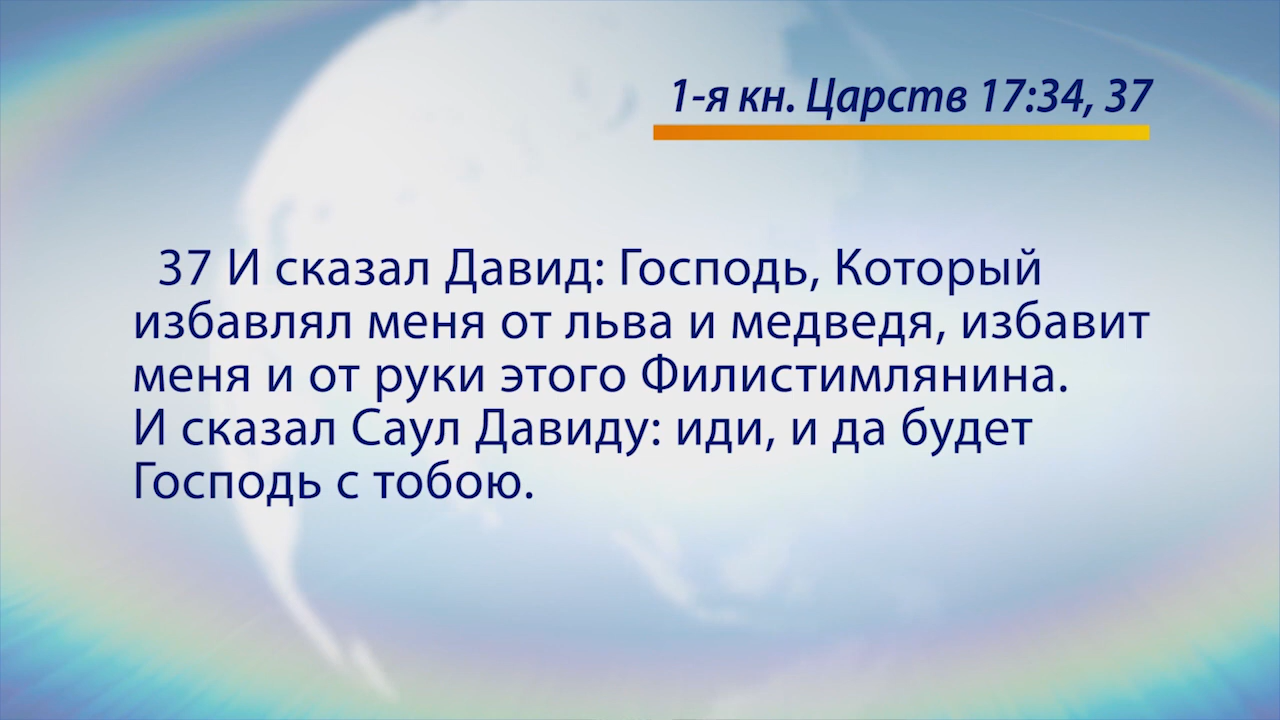 1-я кн. Царств 17:34, 37
37 И сказал Давид: Господь, Который
избавлял меня от льва и медведя, избавит
меня и от руки этого Филистимлянина.
И сказал Саул Давиду: иди, и да будет
Господь с тобою.